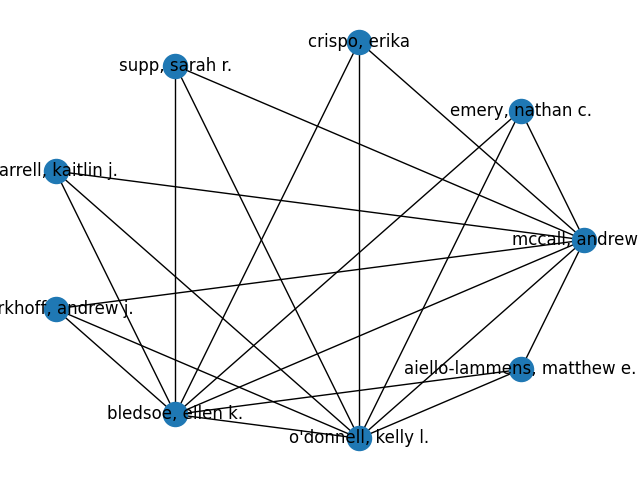 crispo, erika
supp, sarah r.
emery, nathan c.
arrell, kaitlin j.
mccall, andrew
rkhoff, andrew j.
aiello-lammens, matthew e.
bledsoe, ellen k.
o'donnell, kelly l.